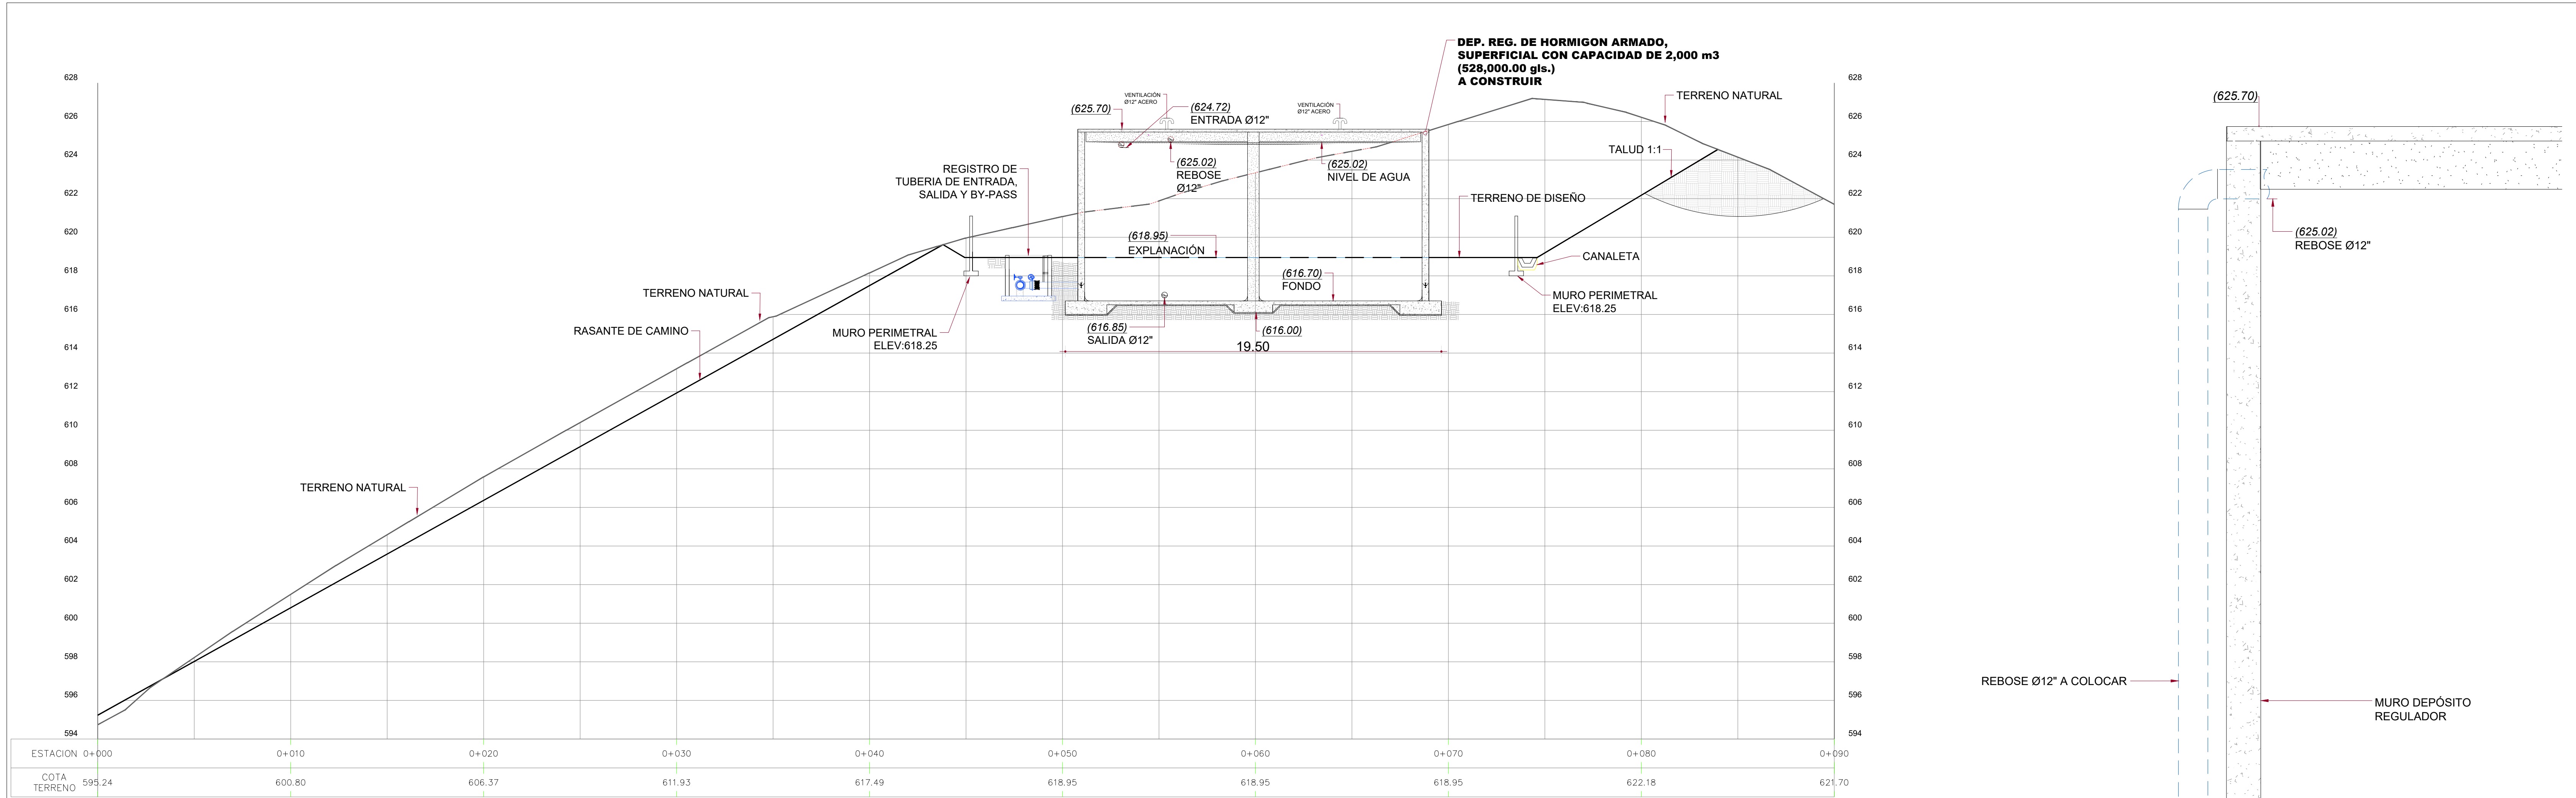 DEP. REG. DE HORMIGON ARMADO,
SUPERFICIAL CON CAPACIDAD DE 2,000 m3
(528,000.00 gls.)
A CONSTRUIR
628
626
624
622
620
618
616
614
612
610
608
606
604
602
600
598
596
594
(625.70)
VENTILACIÓN
Ø12" ACERO
(624.72)
ENTRADA Ø12"
VENTILACIÓN
Ø12" ACERO
TERRENO NATURAL
REGISTRO DE
TUBERIA DE ENTRADA,
SALIDA Y BY-PASS
(625.02)
REBOSE
Ø12"
(625.02)
NIVEL DE AGUA
TALUD 1:1
TERRENO DE DISEÑO
(618.95)
EXPLANACIÓN
(616.70)
FONDO
CANALETA
TERRENO NATURAL
MURO PERIMETRAL
ELEV:618.25
RASANTE DE CAMINO
MURO PERIMETRAL
ELEV:618.25
(616.85)
SALIDA Ø12"
(616.00)
19.50
TERRENO NATURAL
628
626
624
622
620
618
616
614
612
610
608
606
604
602
600
598
596
594
ESTACION 0+000 0+010 0+020 0+030 0+040 0+050 0+060 0+070 0+080 0+090
COTA
TERRENO
595.24 600.80 606.37 611.93 617.49 618.95 618.95 618.95 622.18 621.70
(625.70)
(625.02)
REBOSE Ø12"
REBOSE Ø12" A COLOCAR
MURO DEPÓSITO
REGULADOR